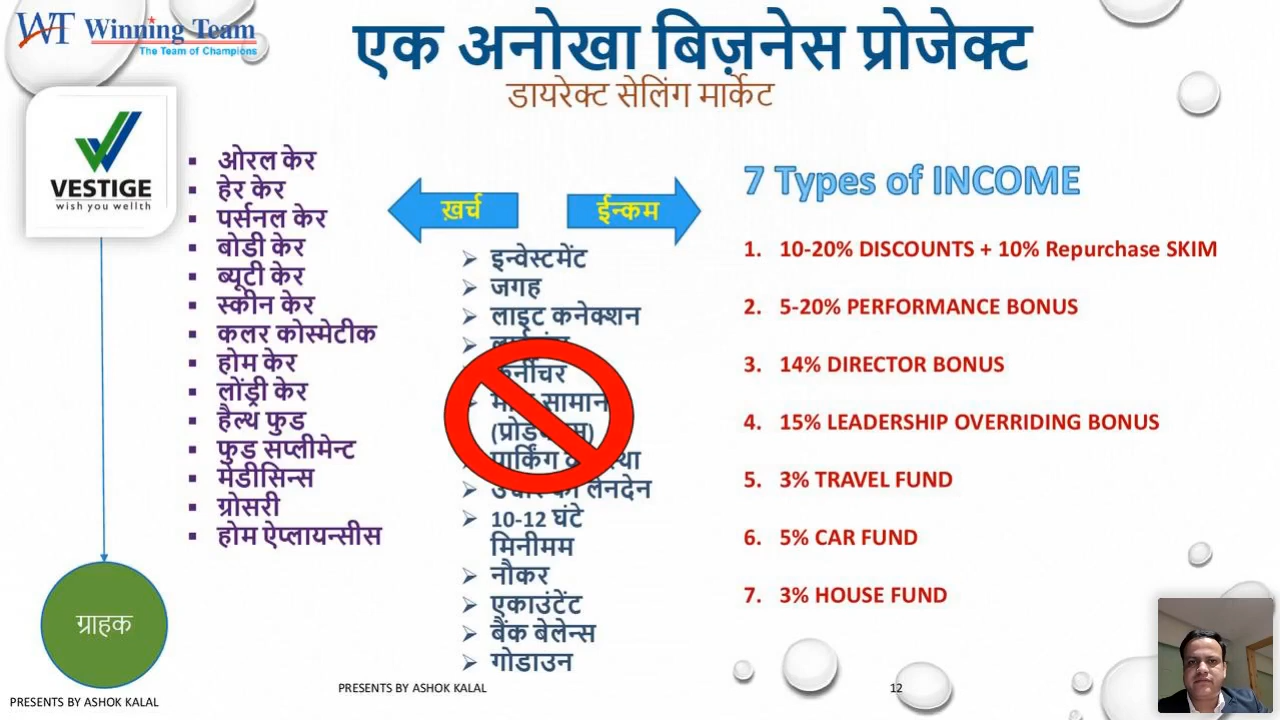 WT Winning Team
The Team of Champions
एक अनोखा बिज़नेस प्रोजेक्ट
डायरेक्ट सेलिंग मार्केट
VESTIGE
wish you wellth
ओरल केर
हेर केर
पर्सनल केर
बोडी केर
ब्यूटी केर
स्कीन केर
कलर कोस्मेटीक
होम केर
लोंड्री केर
हैल्थ फुड
फुड सप्लीमेन्ट
मेडीसिन्स
ग्रोसरी
होम ऐप्लायन्सीस
ख़र्च
ईन्कम
इन्वेस्टमेंट
जगह
लाइट कनेक्शन
सामान
पार्किंग
लेनदेन
10-12 घंटे
मिनीमम
नौकर
एकाउंटेंट
बैंक बेलेन्स
गोडाउन
7 Types of INCOME
1. 10-20% DISCOUNTS + 10% Repurchase SKIM
2. 5-20% PERFORMANCE BONUS
3. 14% DIRECTOR BONUS
4. 15% LEADERSHIP OVERRIDING BONUS
5. 3% TRAVEL FUND
6. 5% CAR FUND
7. 3% HOUSE FUND
ग्राहक
PRESENTS BY ASHOK KALAL
PRESENTS BY ASHOK KALAL
12